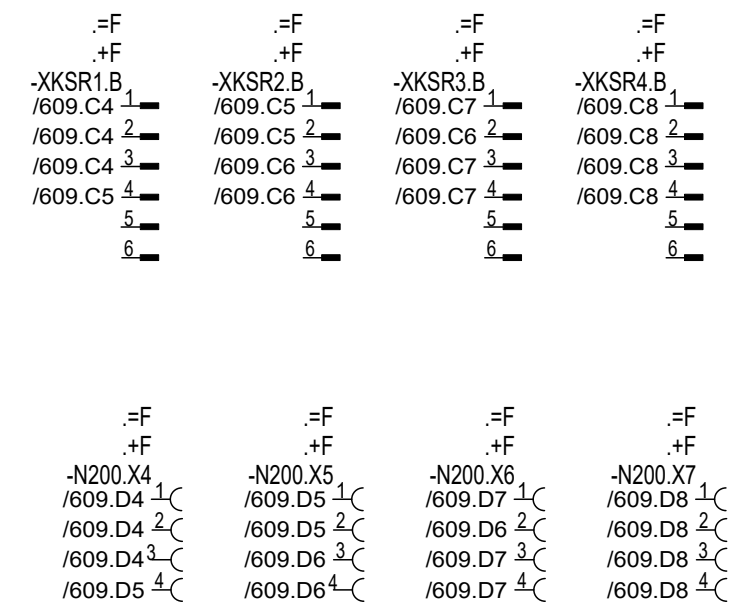 .=F .=F .=F .=F
.+F .+F .+F .+F
-XKSR1.B -XKSR2.B -XKSR3.B -XKSR4.B
/609.C4 1 /609.C5 1 /609.C7 1 /609.C8 1
/609.C4 2 /609.C5 2 /609.C6 2 /609.C8 2
/609.C4 3 /609.C6 3 /609.C7 3 /609.C8 3
/609.C5 4 /609.C6 4 /609.C7 4 /609.C8 4
5 5 5 5
6 6 6 6
.=F .=F .=F .=F
.+F .+F .+F .+F
-N200.X4 -N200.X5 -N200.X6 -N200.X7
/609.D4 1 /609.D5 1 /609.D7 1 /609.D8 1
/609.D4 2 /609.D5 2 /609.D6 2 /609.D8 2
/609.D4 3 /609.D6 3 /609.D7 3 /609.D8 3
/609.D5 4 /609.D6 4 /609.D7 4 /609.D8 4